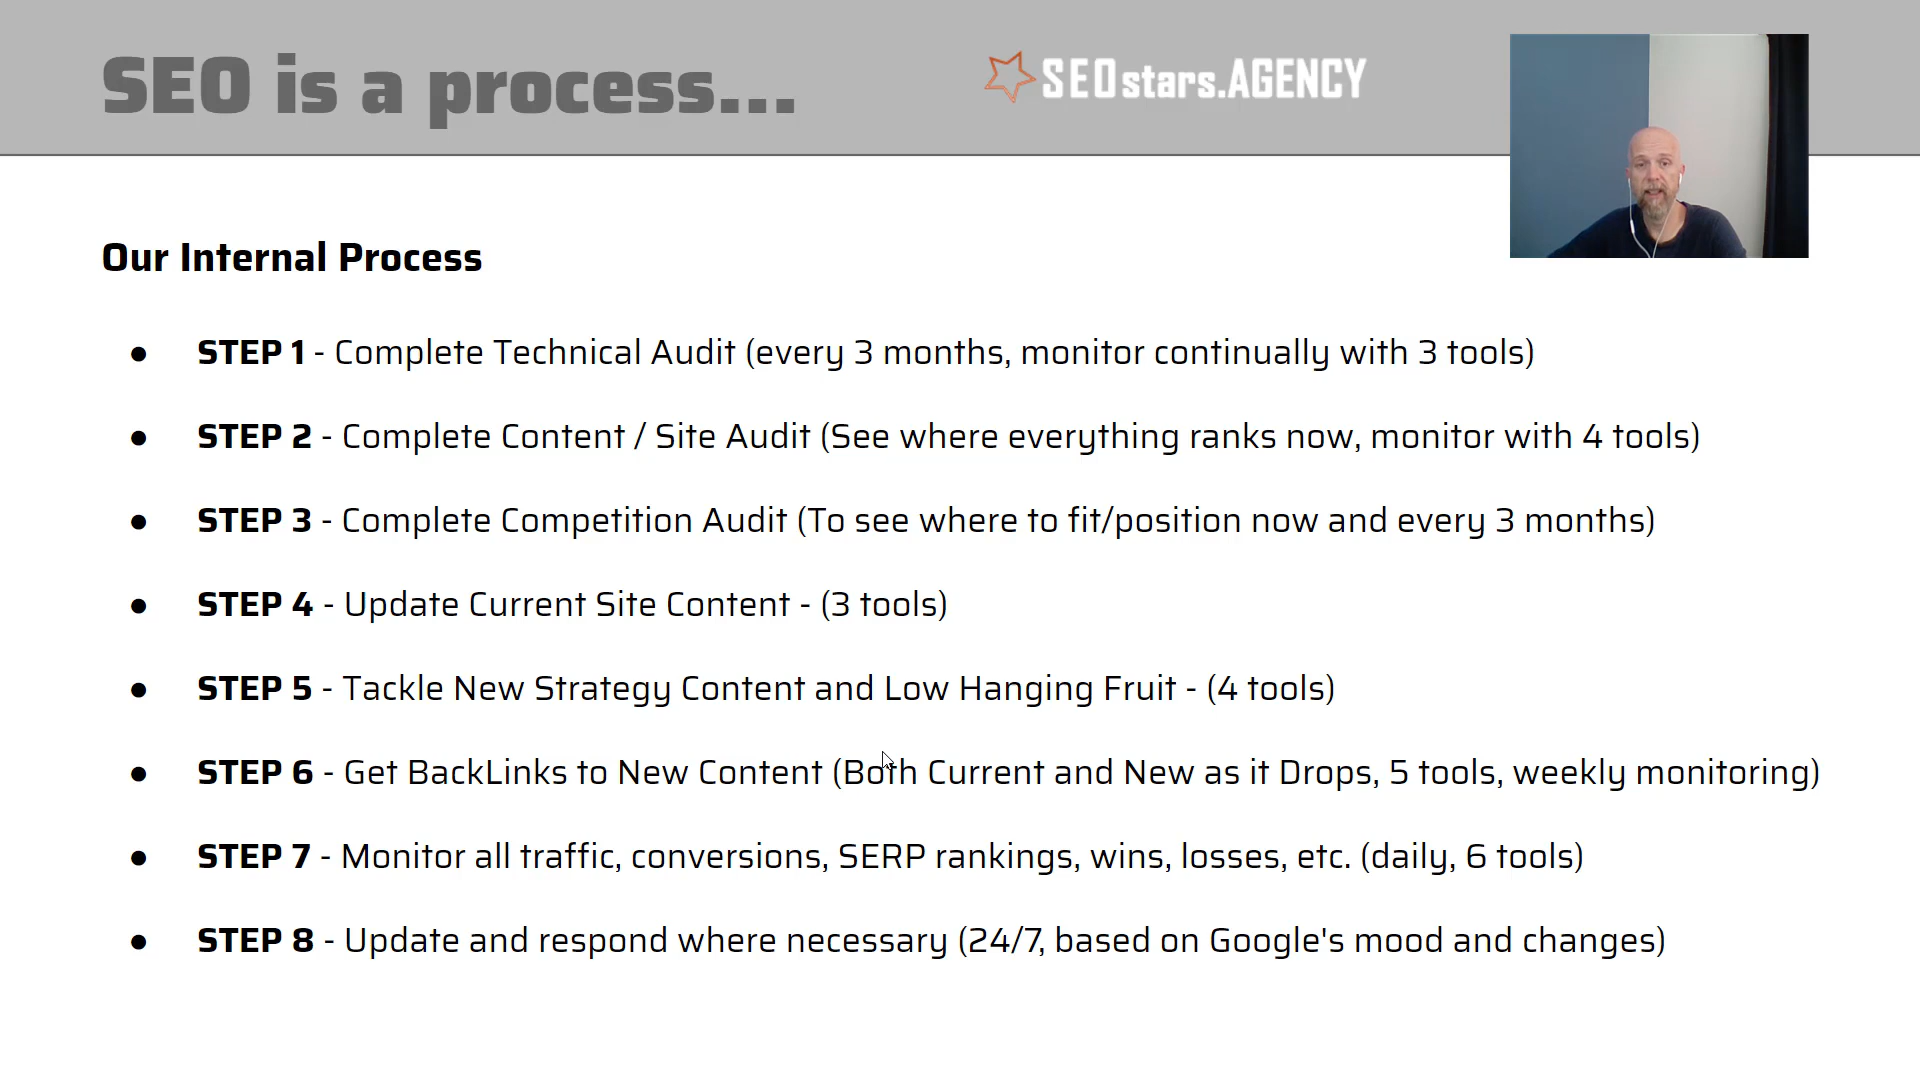 SEO is a process...
SEOstars.AGENCY
Our Internal Process
● STEP 1 - Complete Technical Audit (every 3 months, monitor continually with 3 tools)
● STEP 2 - Complete Content / Site Audit (See where everything ranks now, monitor with 4 tools)
● STEP 3 - Complete Competition Audit (To see where to fit/position now and every 3 months)
● STEP 4 - Update Current Site Content - (3 tools)
● STEP 5 - Tackle New Strategy Content and Low Hanging Fruit - (4 tools)
● STEP 6 - Get BackLinks to New Content (Both Current and New as it Drops, 5 tools, weekly monitoring)
● STEP 7 - Monitor all traffic, conversions, SERP rankings, wins, losses, etc. (daily, 6 tools)
● STEP 8 - Update and respond where necessary (24/7, based on Google's mood and changes)